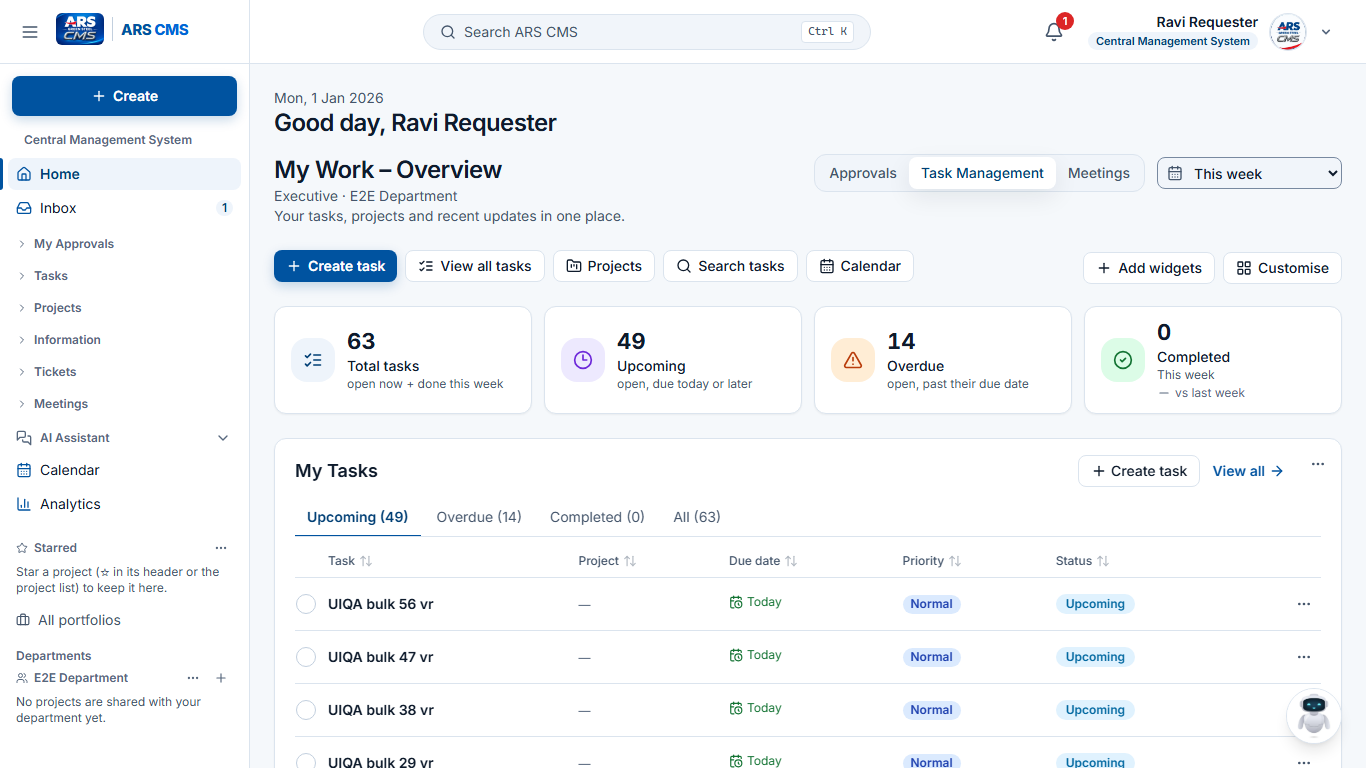 ARS
GREEN STEEL
CMS
ARS CMS
Search ARS CMS
Ctrl K
1
Ravi Requester
Central Management System
ARS
CMS
Create
Central Management System
Home
Inbox
1
My Approvals
Tasks
Projects
Information
Tickets
Meetings
AI Assistant
Calendar
Analytics
Starred
Star a project (☆ in its header or the
project list) to keep it here.
All portfolios
Departments
E2E Department
No projects are shared with your
department yet.
Mon, 1 Jan 2026
Good day, Ravi Requester
My Work – Overview
Executive · E2E Department
Your tasks, projects and recent updates in one place.
Approvals
Task Management
Meetings
This week
Create task
View all tasks
Projects
Search tasks
Calendar
Add widgets
Customise
63
Total tasks
open now + done this week
49
Upcoming
open, due today or later
14
Overdue
open, past their due date
0
Completed
This week
— vs last week
My Tasks
Create task
View all →
Upcoming (49)
Overdue (14)
Completed (0)
All (63)
Task
Project
Due date
Priority
Status
UIQA bulk 56 vr — Today Normal Upcoming
UIQA bulk 47 vr — Today Normal Upcoming
UIQA bulk 38 vr — Today Normal Upcoming
UIQA bulk 29 vr — Today Normal Upcoming